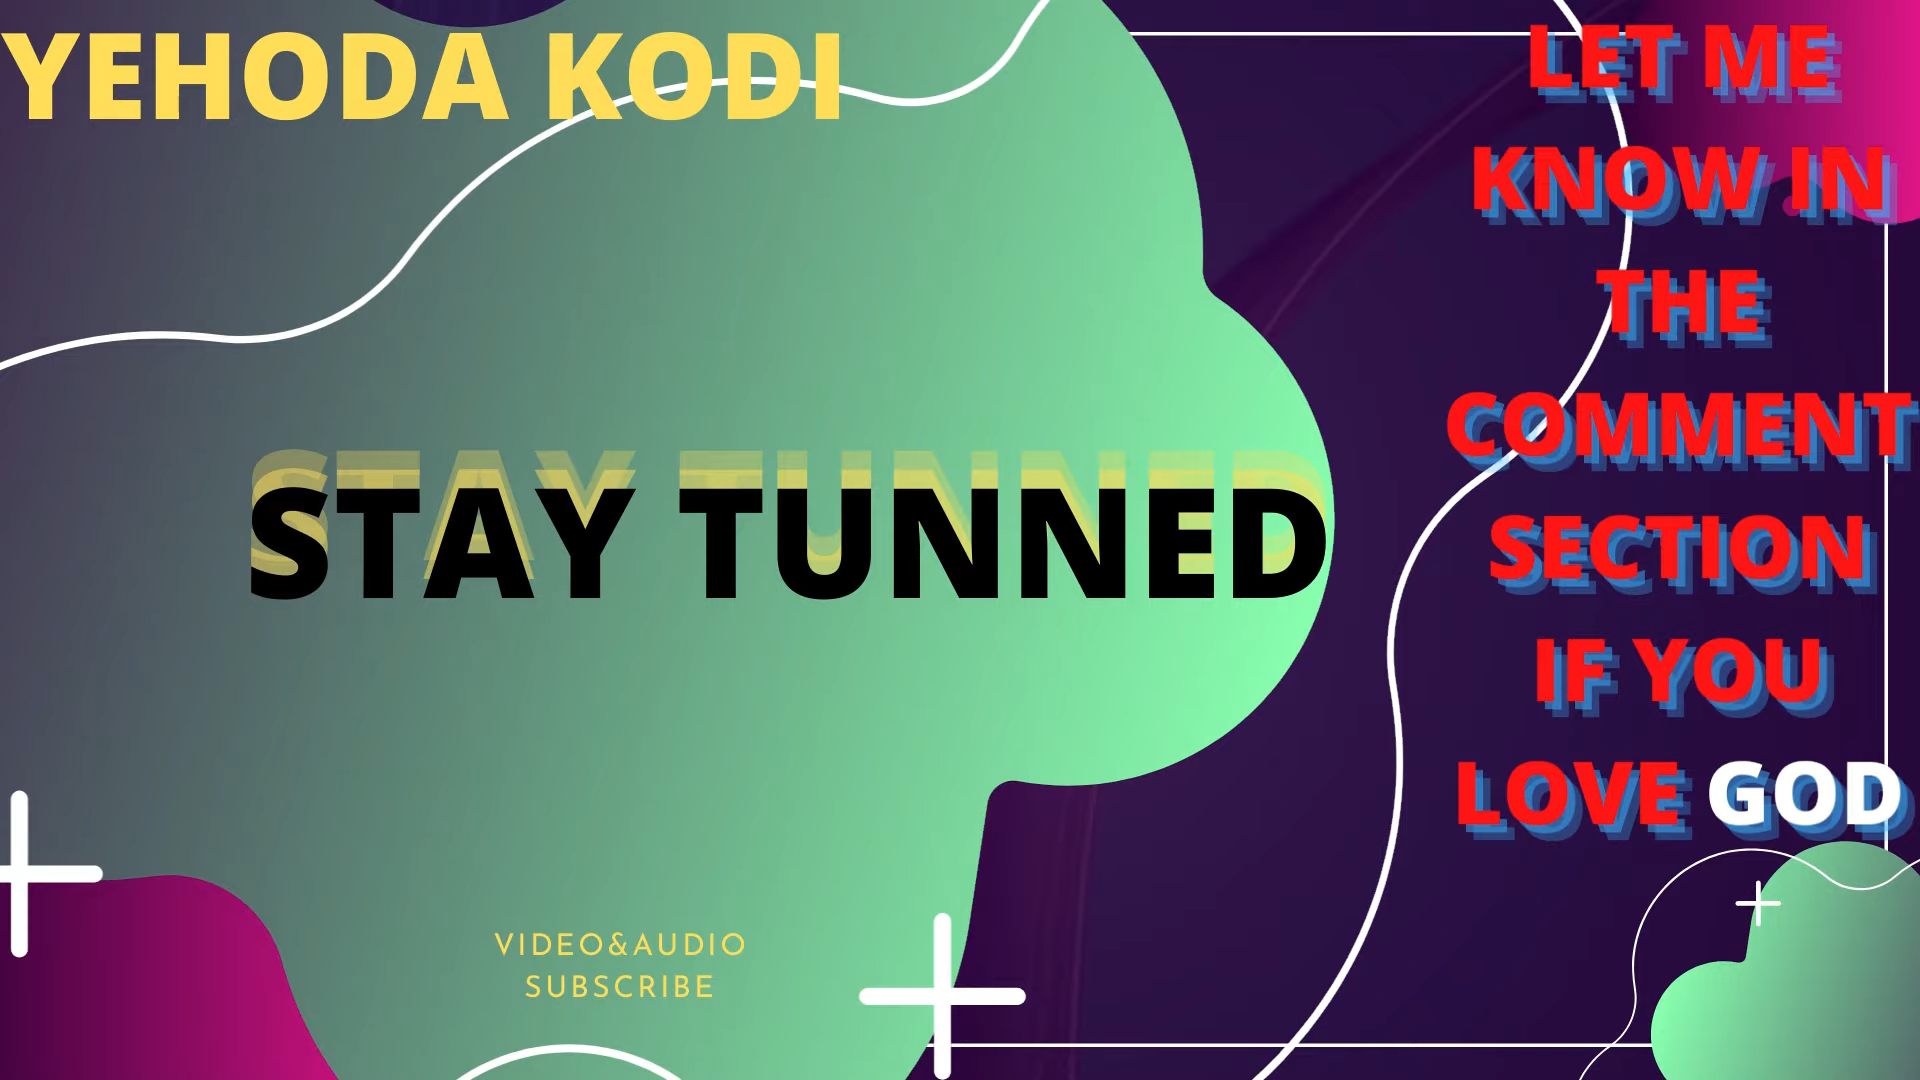 YEHODA KODI
STAY TUNNED
VIDEO&AUDIO
SUBSCRIBE
LET ME
KNOW IN
THE
COMMENT
SECTION
IF YOU
LOVE GOD